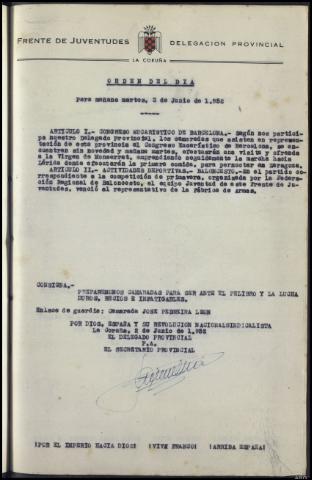 FRENTE DE JUVENTUDES DELEGACION PROVINCIAL
LA CORUÑA
ORDEN DEL DIA
para mañana martes, 3 de Junio de 1.952
ARTICULO I.- CONGRESO EUCARÍSTICO DE BARCELONA.- Según nos partici-
pa nuestro Delegado Provincial, los camaradas que asisten en represen-
tación de esta provincia al Congreso Eucarístico de Barcelona, se en-
cuentran sin novedad y mañana martes, efectuarán una visita y ofrenda
a la Virgen de Monserrat, emprendiendo seguidamente la marcha hacia
Lérida donde realizarán la primera comida, para pernoctar en Zaragoza.
ARTICULO II.- ACTIVIDADES DEPORTIVAS.- BALONCESTO.- En el partido co-
rrespondiente a la competición de primavera, organizada por la Federa-
ción Regional de Baloncesto, el equipo Juventud de este Frente de Ju-
ventudes, venció al representativo de la fábrica de Armas.
CONSIGNA.-
PREPAREMONOS CAMARADAS PARA SER ANTE EL PELIGRO Y LA LUCHA
DUROS, RECIOS E INFATIGABLES.
Enlace de guardia: Camarada JOSE PEREIRA LEON
POR DIOS, ESPAÑA Y SU REVOLUCION NACIONALSINDICALISTA
La Coruña, 2 de Junio de 1.952
EL DELEGADO PROVINCIAL
P.A.
EL SECRETARIO PROVINCIAL
¡POR EL IMPERIO HACIA DIOS! ¡VIVA FRANCO! ¡ARRIBA ESPAÑA!